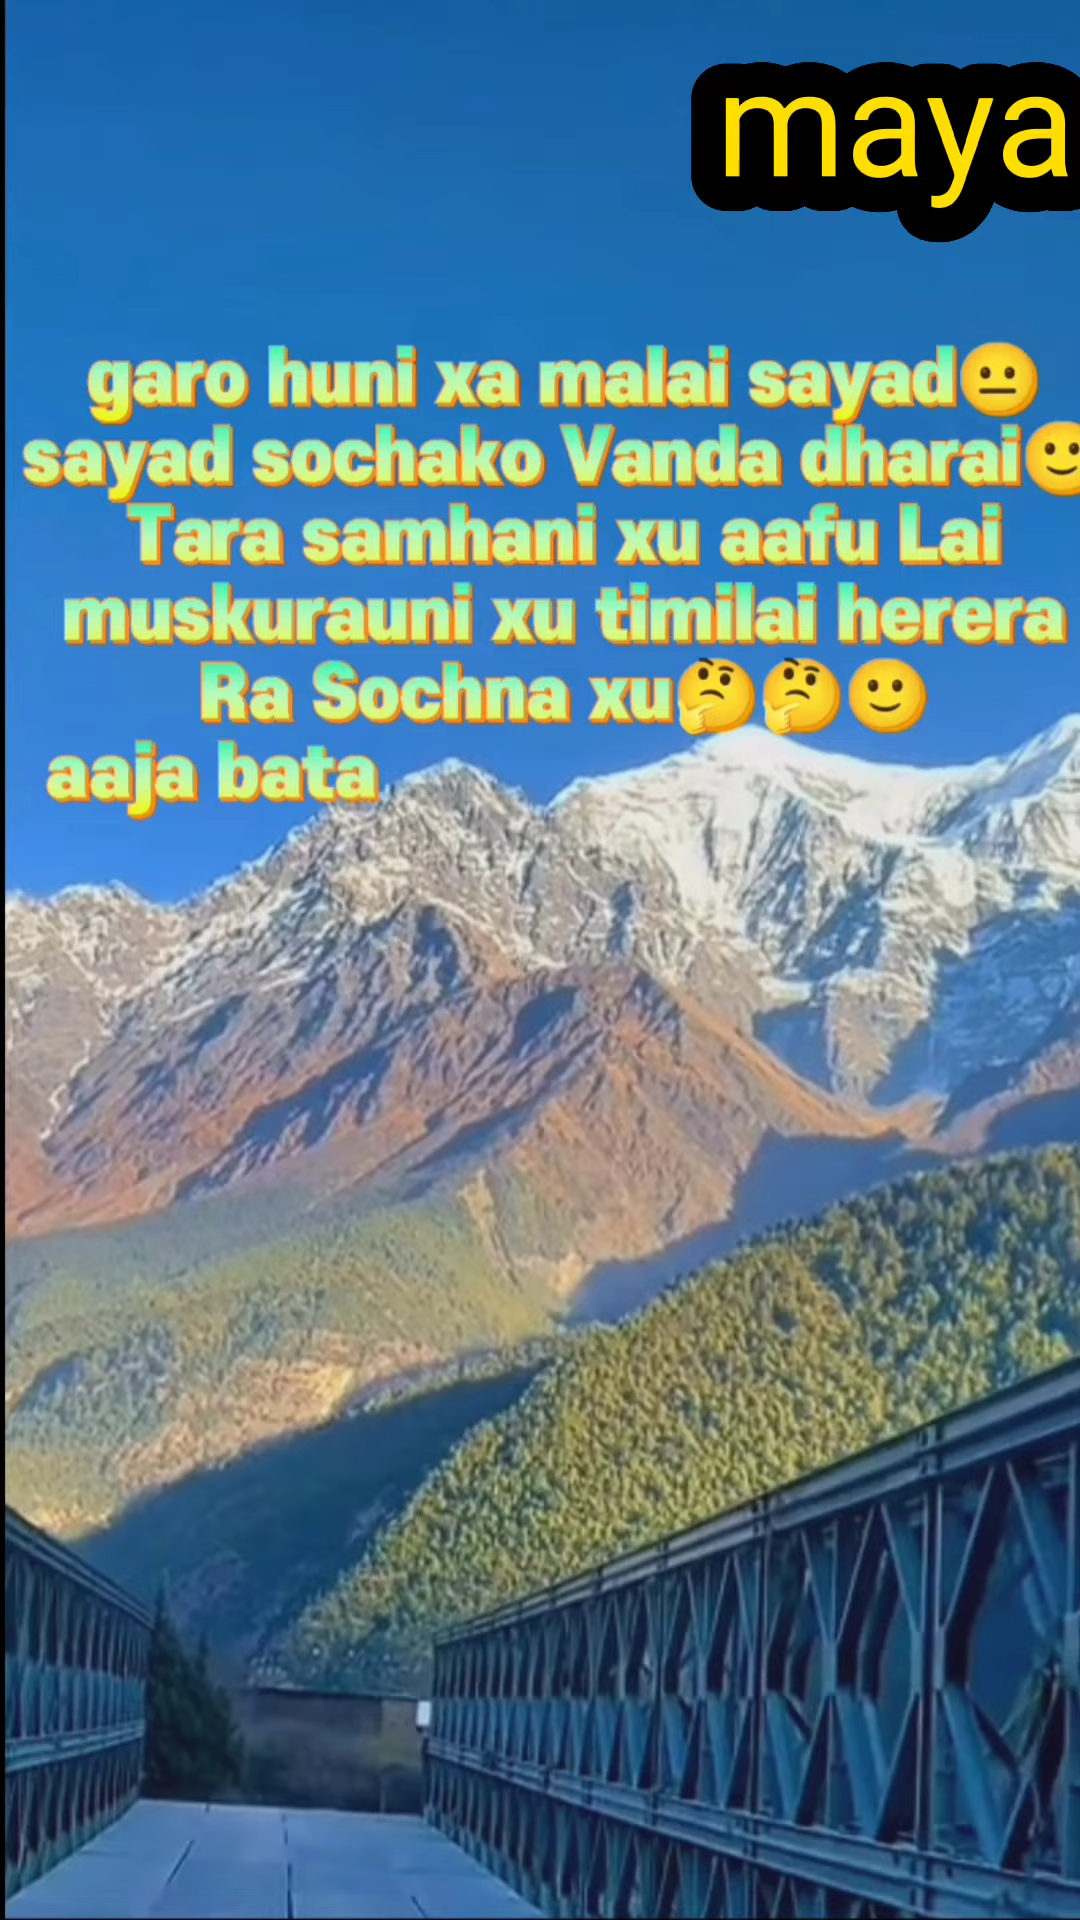 maya
garo huni xa malai sayad😐
sayad sochako Vanda dharai🙂
Tara samhani xu aafu Lai
muskurauni xu timilai herera
Ra Sochna xu🤔🤔🙂
aaja bata